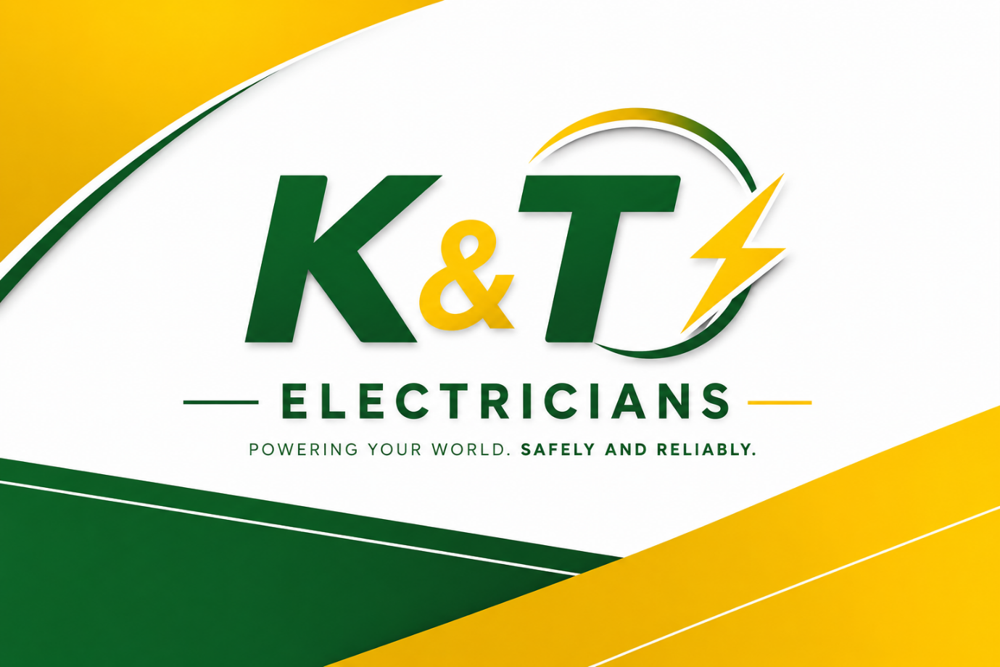 K&T
ELECTRICIANS
POWERING YOUR WORLD. SAFELY AND RELIABLY.